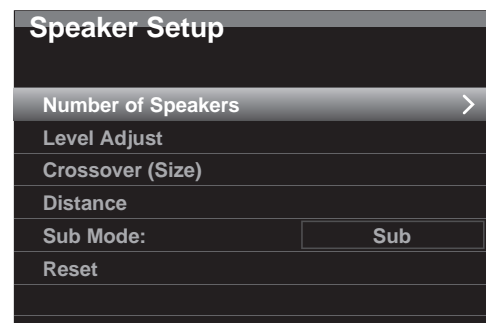 Speaker Setup
Number of Speakers
Level Adjust
Crossover (Size)
Distance
Sub Mode: Sub
Reset